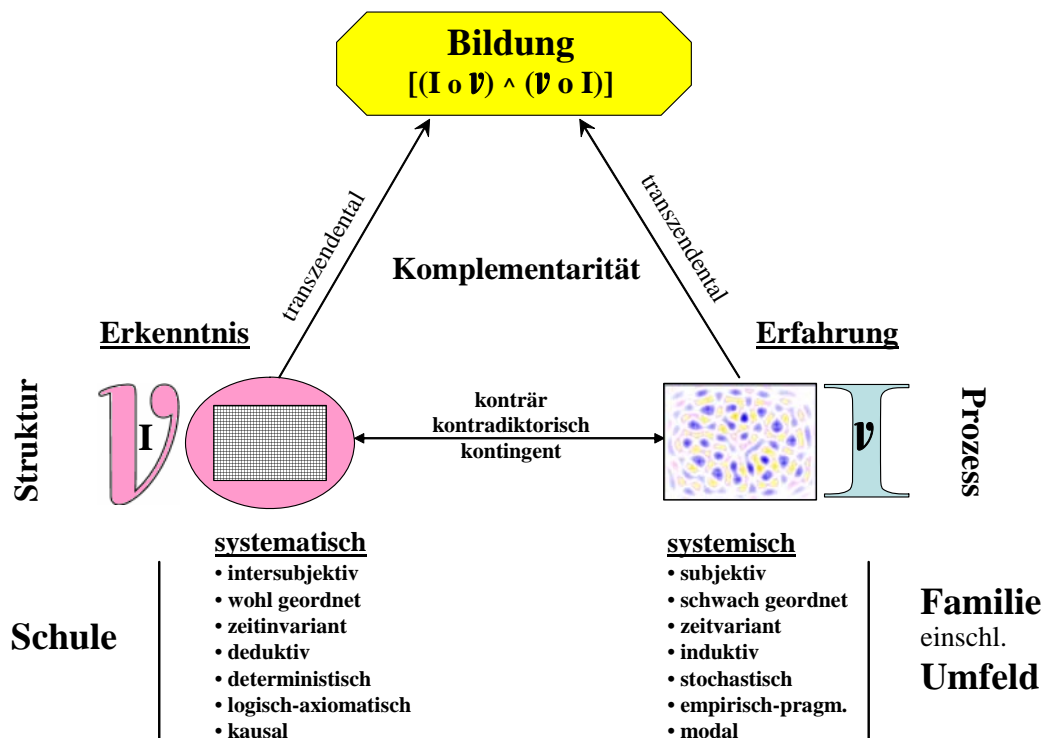 Bildung
[(I o v) ^ (v o I)]
transzendental
transzendental
Komplementarität
Erkenntnis
Erfahrung
Struktur
v
I
konträr
kontradiktorisch
kontingent
v
I
Prozess
systematisch
• intersubjektiv
• wohl geordnet
• zeitinvariant
• deduktiv
• deterministisch
• logisch-axiomatisch
• kausal
systemisch
• subjektiv
• schwach geordnet
• zeitvariant
• induktiv
• stochastisch
• empirisch-pragm.
• modal
Schule
Familie
einschl.
Umfeld